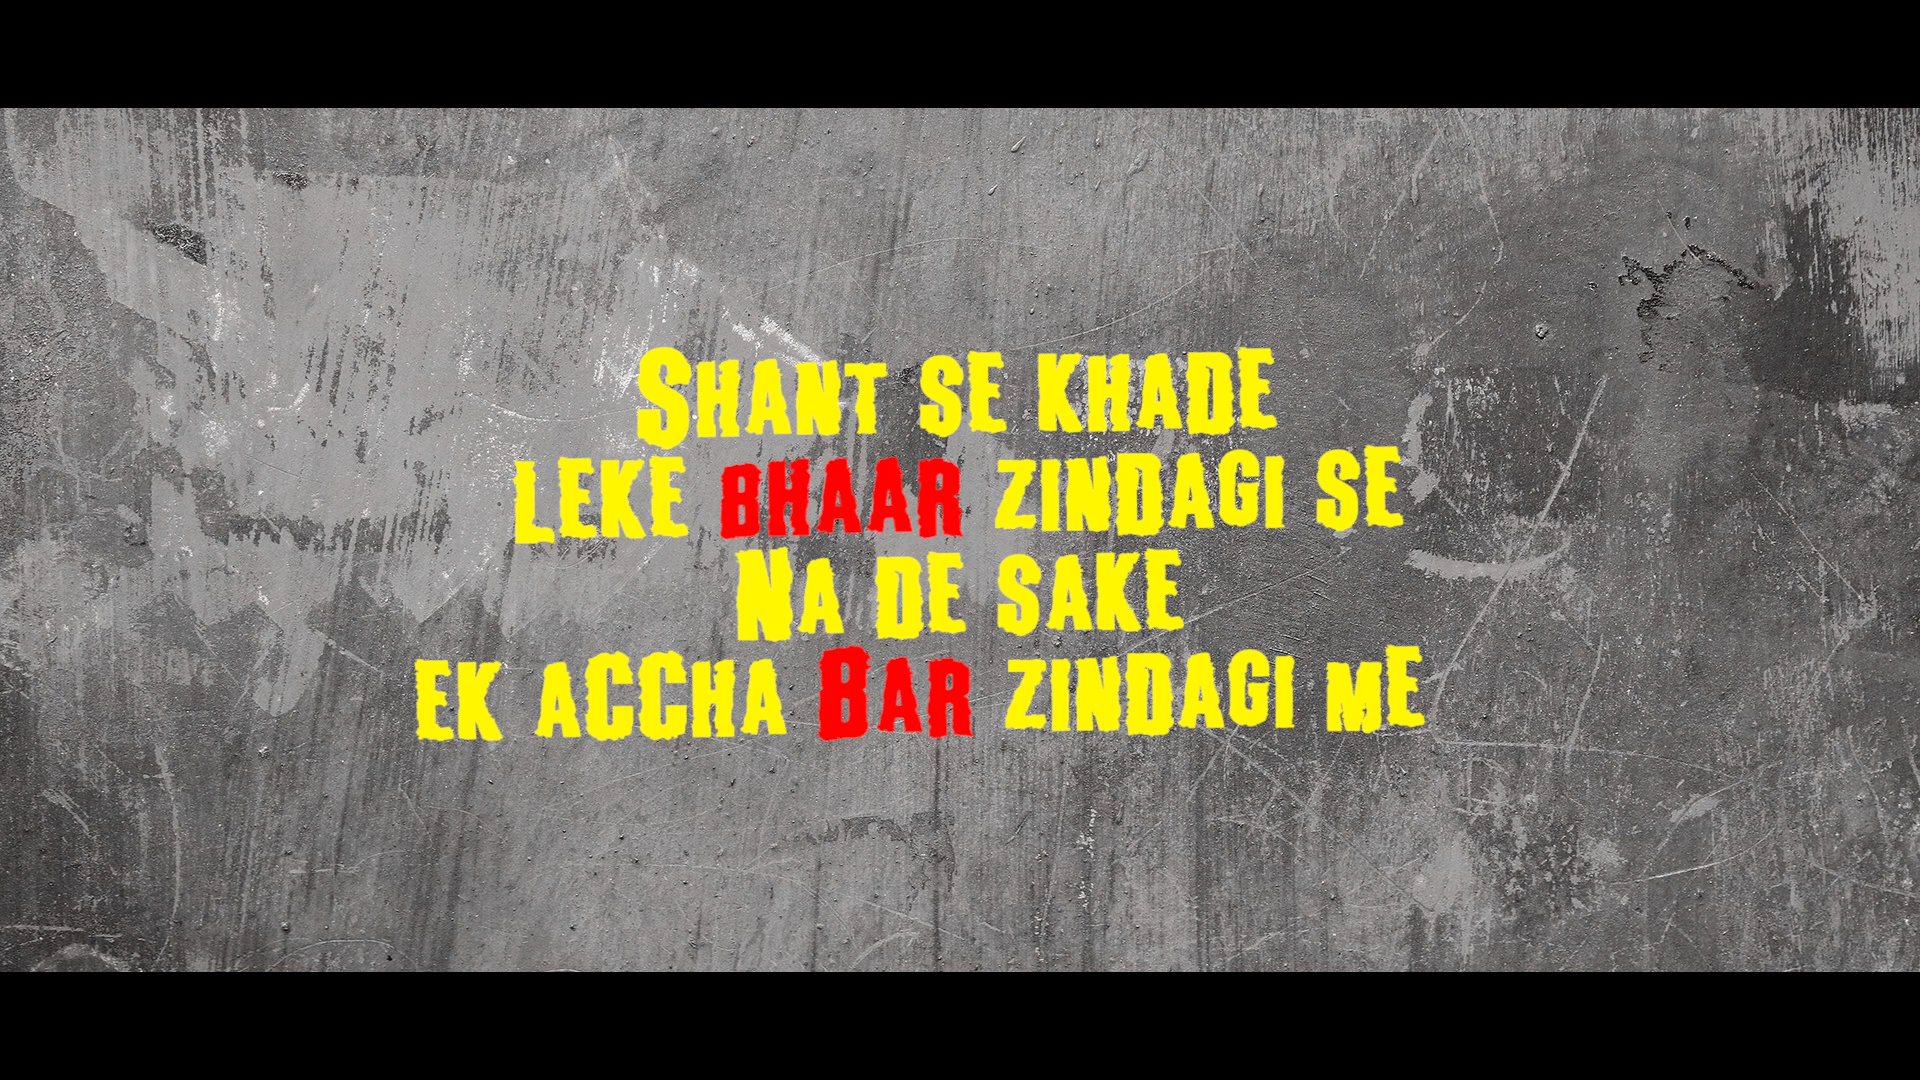 Shant se khade
leke bhaar zindagi se
Na de sake
ek accha Bar zindagi me